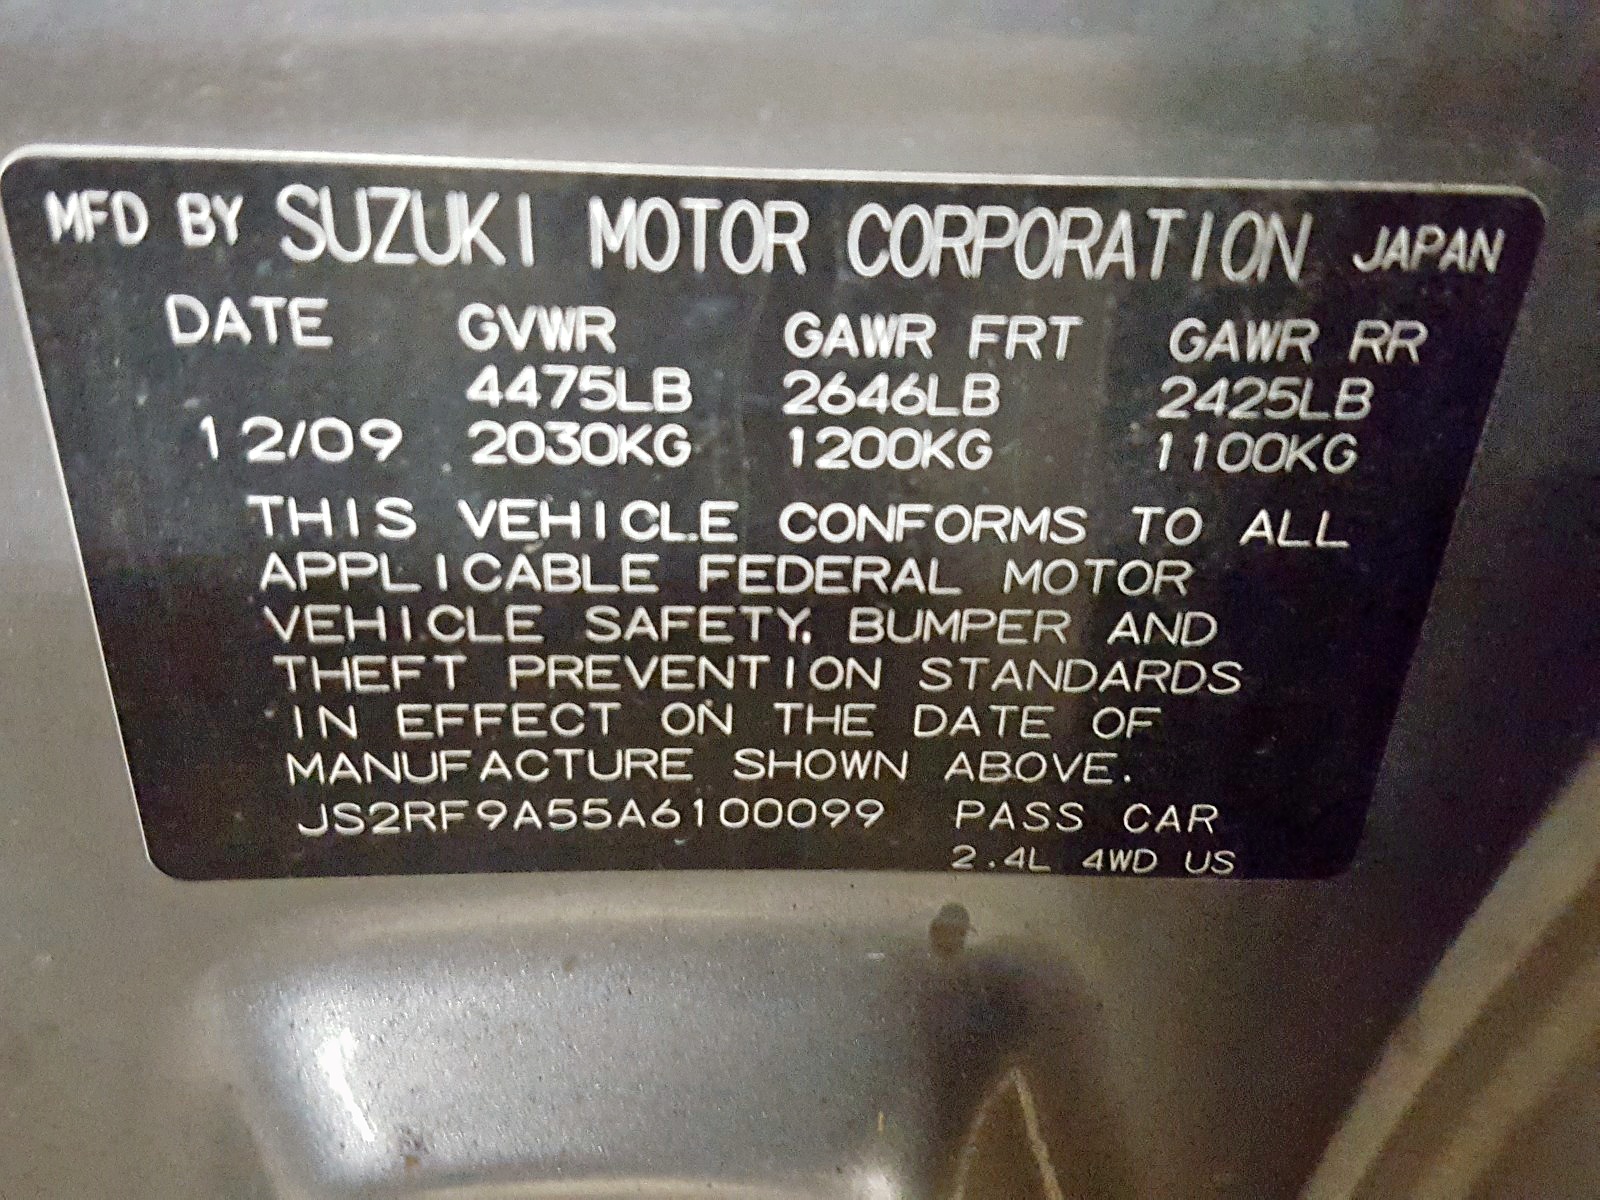 MFD BY SUZUKI MOTOR CORPORATION JAPAN
DATE GVWR GAWR FRT GAWR RR
4475LB 2646LB 2425LB
12/09 2030KG 1200KG 1100KG
THIS VEHICLE CONFORMS TO ALL
APPLICABLE FEDERAL MOTOR
VEHICLE SAFETY, BUMPER AND
THEFT PREVENTION STANDARDS
IN EFFECT ON THE DATE OF
MANUFACTURE SHOWN ABOVE.
JS2RF9A55A6100099 PASS CAR
2.4L 4WD US